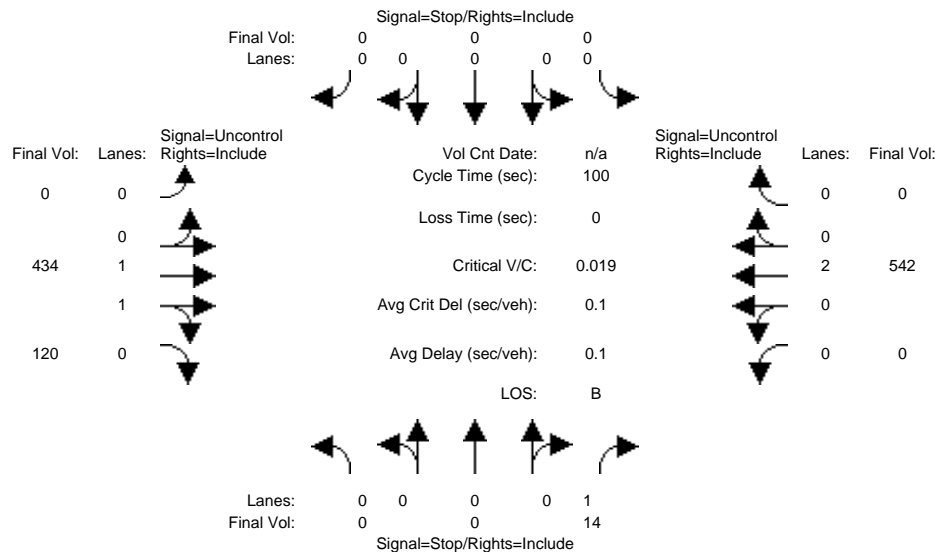 Signal=Stop/Rights=Include
Final Vol: 0 0 0
Lanes: 0 0 0 0 0
Signal=Uncontrol Signal=Uncontrol
Final Vol: Lanes: Rights=Include Vol Cnt Date: n/a Rights=Include Lanes: Final Vol:
Cycle Time (sec): 100
0 0 0 0
Loss Time (sec): 0
0 0
434 1 Critical V/C: 0.019 2 542
1 Avg Crit Del (sec/veh): 0.1 0
120 0 Avg Delay (sec/veh): 0.1 0 0
LOS: B
Lanes: 0 0 0 0 1
Final Vol: 0 0 14
Signal=Stop/Rights=Include